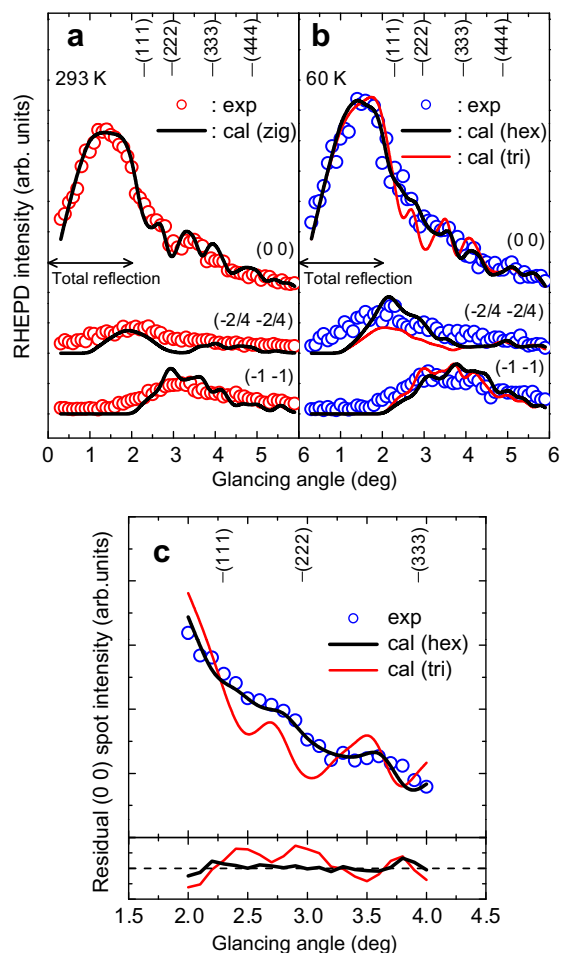 a
−(111)
−(222)
−(333)
−(444)
293 K
: exp
: cal (zig)
(0 0)
Total reflection
(-2/4 -2/4)
(-1 -1)
b
−(111)
−(222)
−(333)
−(444)
60 K
: exp
: cal (hex)
: cal (tri)
(0 0)
Total reflection
(-2/4 -2/4)
(-1 -1)
RHEPD intensity (arb. units)
0 1 2 3 4 5 6 0 1 2 3 4 5 6
Glancing angle (deg) Glancing angle (deg)
c
−(111)
−(222)
−(333)
exp
cal (hex)
cal (tri)
Residual (0 0) spot intensity (arb.units)
1.5 2.0 2.5 3.0 3.5 4.0 4.5
Glancing angle (deg)